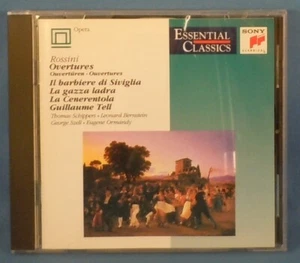 Opera
ESSENTIAL
CLASSICS
SONY
Rossini
Overtures
Ouvertüren · Ouvertures
Il barbiere di Siviglia
La gazza ladra
La Cenerentola
Guillaume Tell
Thomas Schippers · Leonard Bernstein
George Szell · Eugene Ormandy